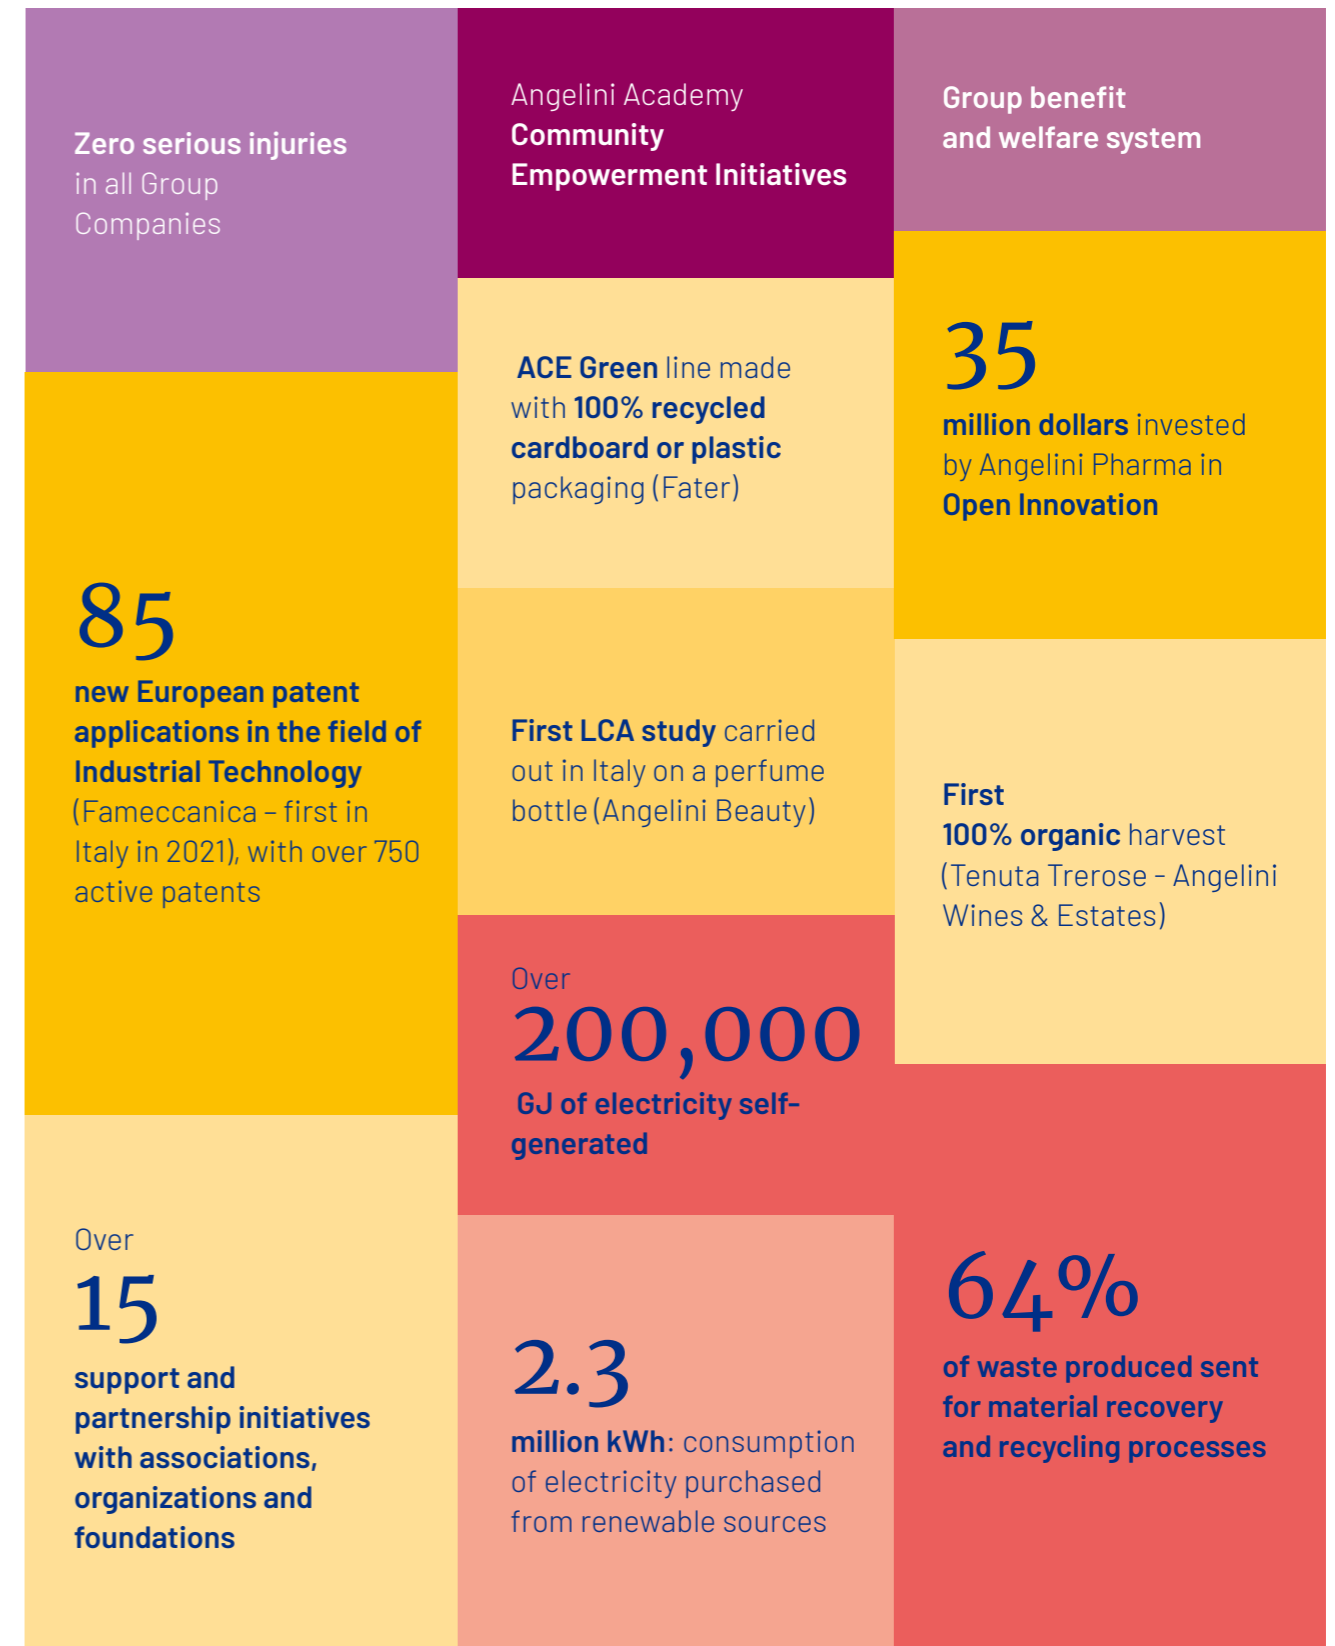 Zero serious injuries
in all Group
Companies
85
new European patent
applications in the field of
Industrial Technology
(Fameccanica – first in
Italy in 2021), with over 750
active patents
Over
15
support and
partnership initiatives
with associations,
organizations and
foundations
Angelini Academy
Community
Empowerment Initiatives
ACE Green line made
with 100% recycled
cardboard or plastic
packaging (Fater)
First LCA study carried
out in Italy on a perfume
bottle (Angelini Beauty)
Over
200,000
GJ of electricity self-
generated
2.3
million kWh: consumption
of electricity purchased
from renewable sources
Group benefit
and welfare system
35
million dollars invested
by Angelini Pharma in
Open Innovation
First
100% organic harvest
(Tenuta Trerose - Angelini
Wines & Estates)
64%
of waste produced sent
for material recovery
and recycling processes